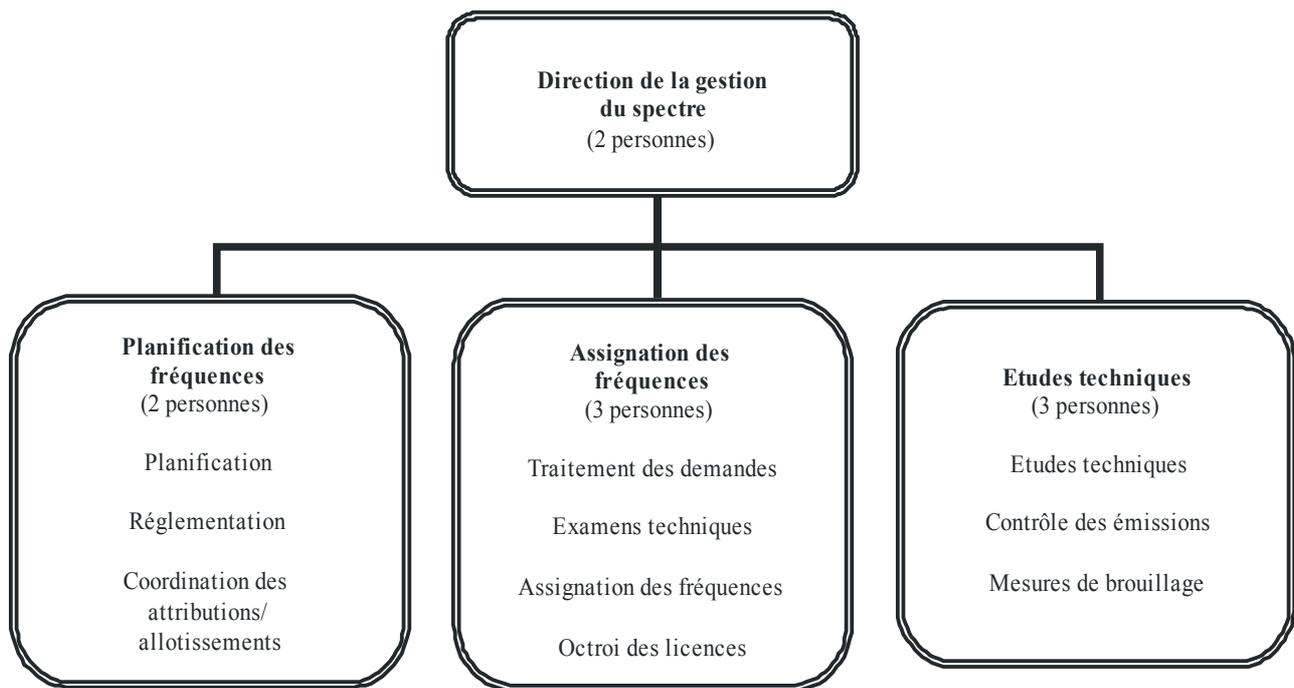 Direction de la gestion
du spectre
(2 personnes)
Planification des
fréquences
(2 personnes)
Planification
Réglementation
Coordination des
attributions/
allotissements
Assignation des
fréquences
(3 personnes)
Traitement des demandes
Examens techniques
Assignation des fréquences
Octroi des licences
Etudes techniques
(3 personnes)
Etudes techniques
Contrôle des émissions
Mesures de brouillage